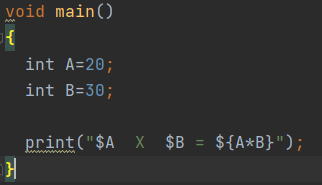 void main()
{
int A=20;
int B=30;
print("$A  X  $B = ${A*B}");
}